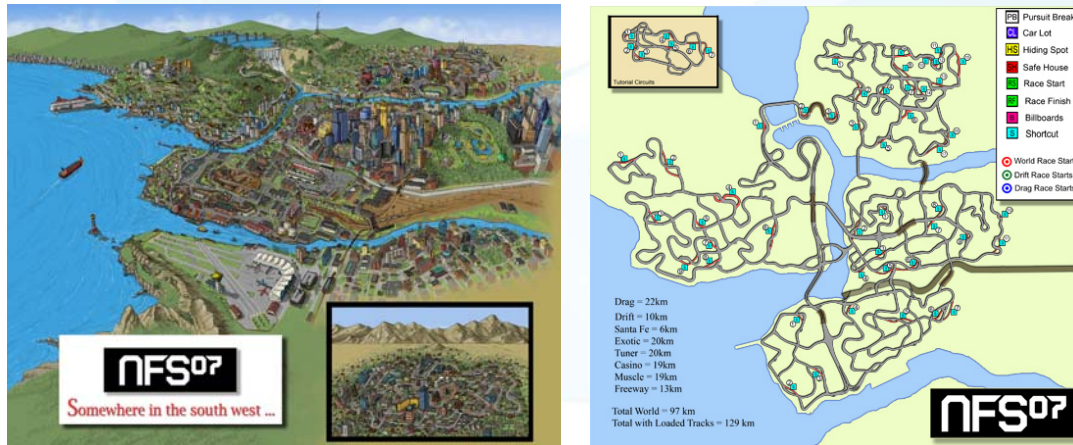 NFS07
Somewhere in the south west ...
Tutorial Circuits
PB Pursuit Break
CL Car Lot
HS Hiding Spot
SH Safe House
RS Race Start
RF Race Finish
B Billboards
S Shortcut
World Race Starts
Drift Race Starts
Drag Race Starts
Drag = 22km
Drift = 10km
Santa Fe = 6km
Exotic = 20km
Tuner = 20km
Casino = 19km
Muscle = 19km
Freeway = 13km
Total World = 97 km
Total with Loaded Tracks = 129 km
NFS07